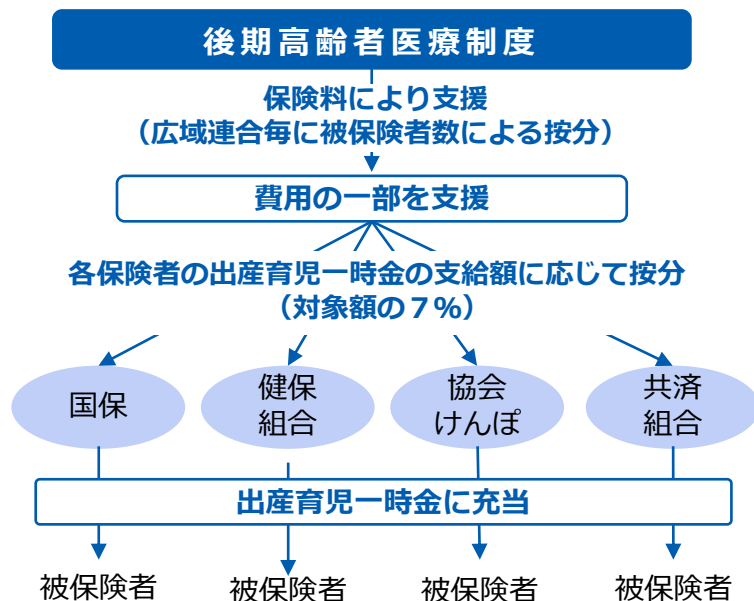 後期高齢者医療制度
保険料により支援
（広域連合毎に被保険者数による按分）
費用の一部を支援
各保険者の出産育児一時金の支給額に応じて按分
（対象額の７％）
国保
健保
組合
協会
けんぽ
共済
組合
出産育児一時金に充当
被保険者
被保険者
被保険者
被保険者